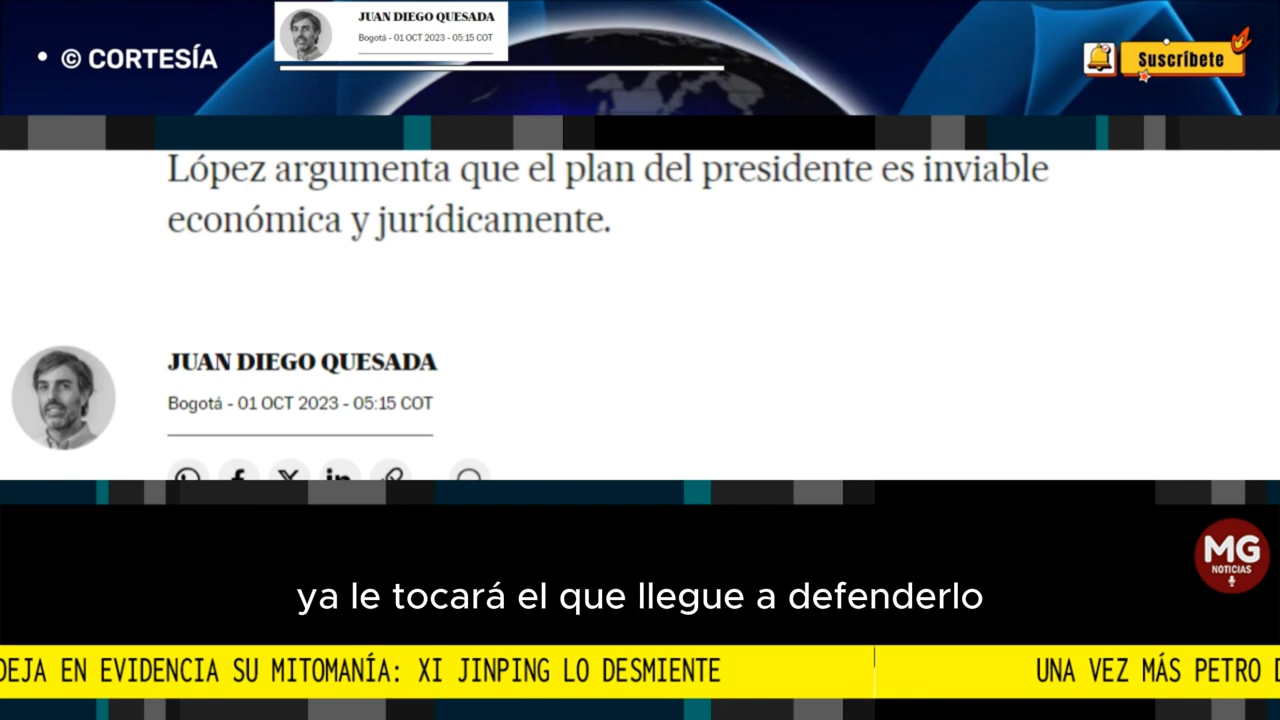 • © CORTESÍA
JUAN DIEGO QUESADA
Bogotá - 01 OCT 2023 - 05:15 COT
Suscríbete
López argumenta que el plan del presidente es inviable
económica y jurídicamente.
JUAN DIEGO QUESADA
Bogotá - 01 OCT 2023 - 05:15 COT
MG
NOTICIAS
ya le tocará el que llegue a defenderlo
DEJA EN EVIDENCIA SU MITOMANÍA: XI JINPING LO DESMIENTE
UNA VEZ MÁS PETRO D